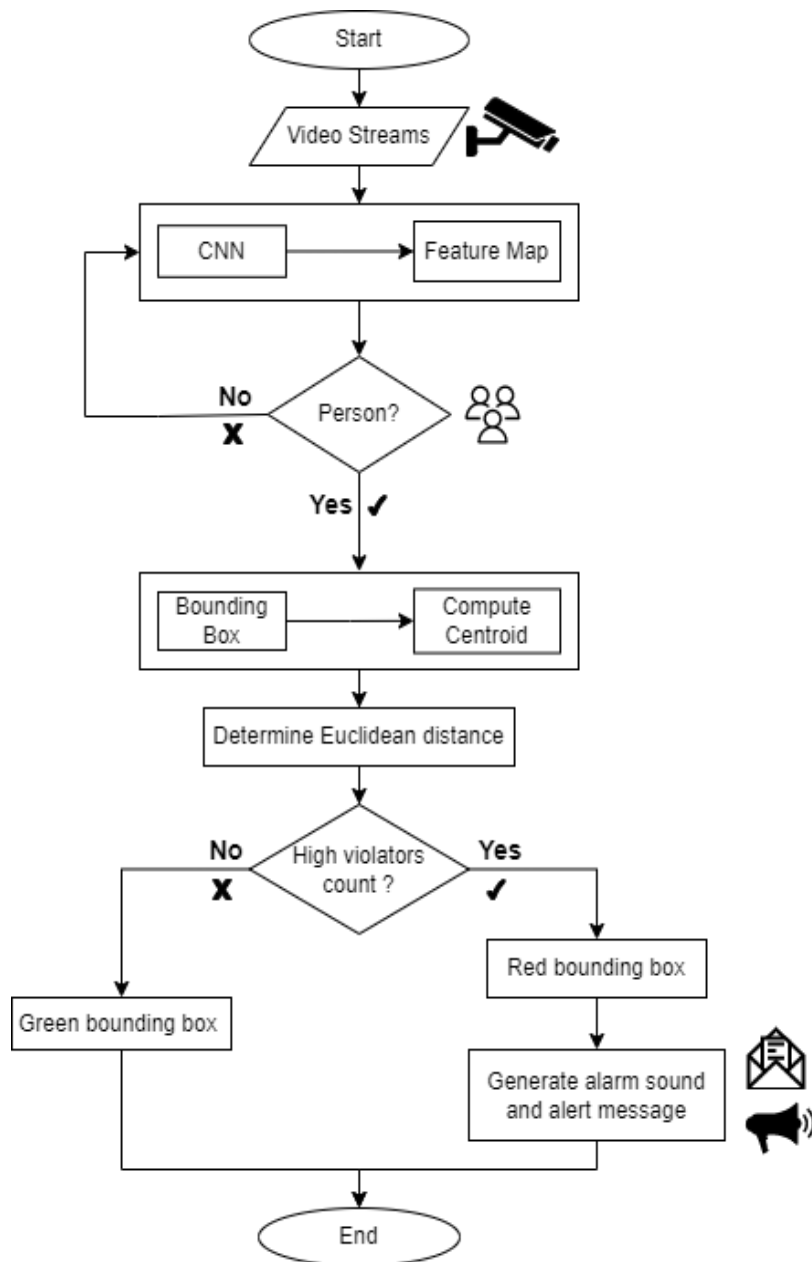 Start
Video Streams
CNN
Feature Map
No
Person?
Yes
Bounding
Box
Compute
Centroid
Determine Euclidean distance
No
High violators
count ?
Yes
Red bounding box
Green bounding box
Generate alarm sound
and alert message
End